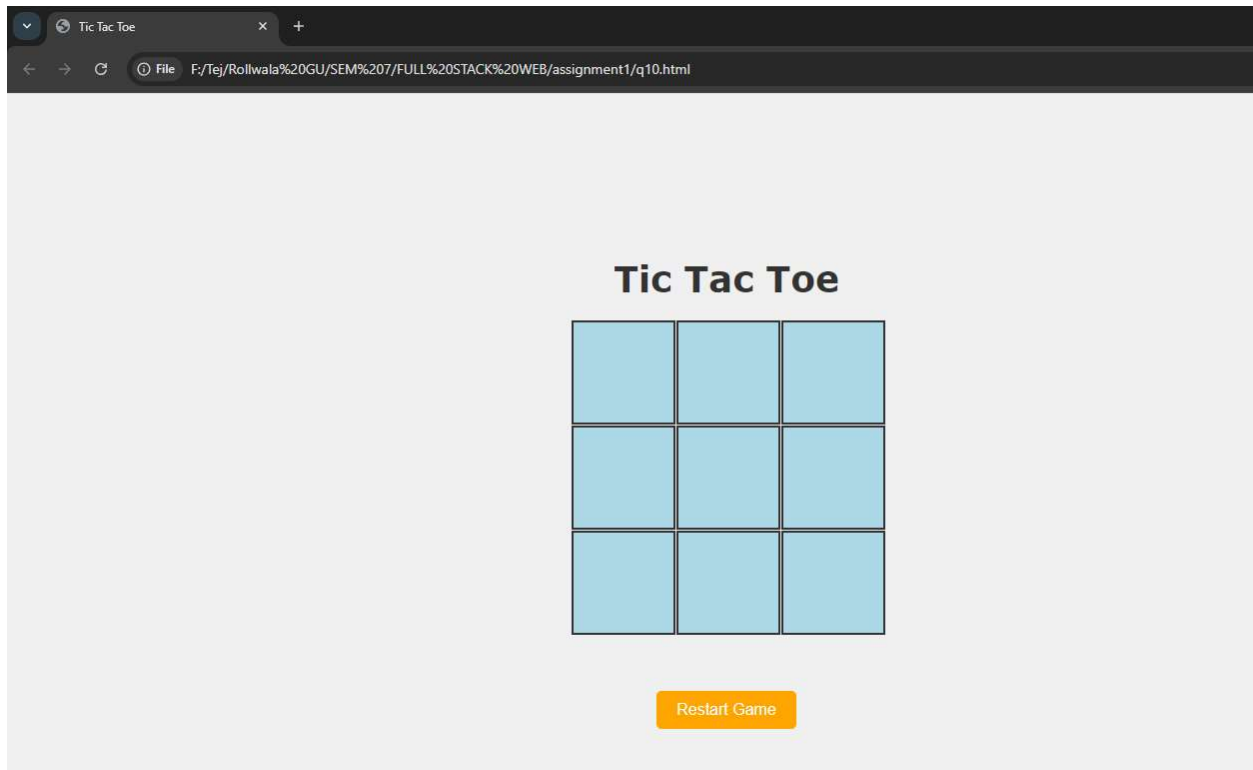 Tic Tac Toe
File F:/Tej/Rollwala%20GU/SEM%207/FULL%20STACK%20WEB/assignment1/q10.html
Tic Tac Toe
Restart Game